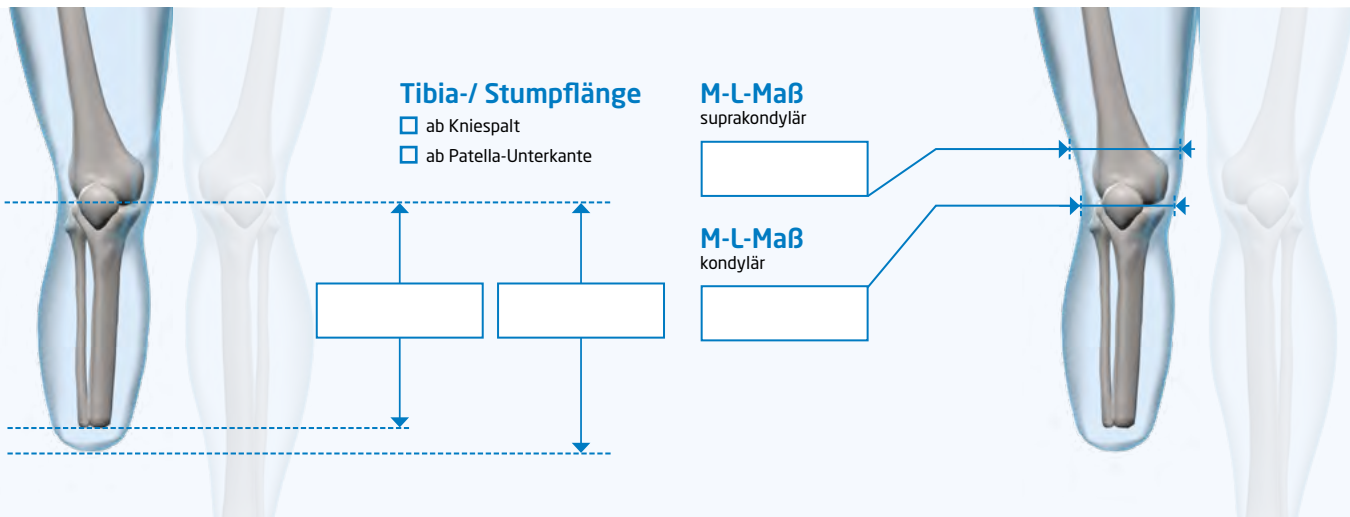 Tibia-/ Stumpflänge
ab Kniespalt
ab Patella-Unterkante
M-L-Maß
suprakondylär
M-L-Maß
kondylär